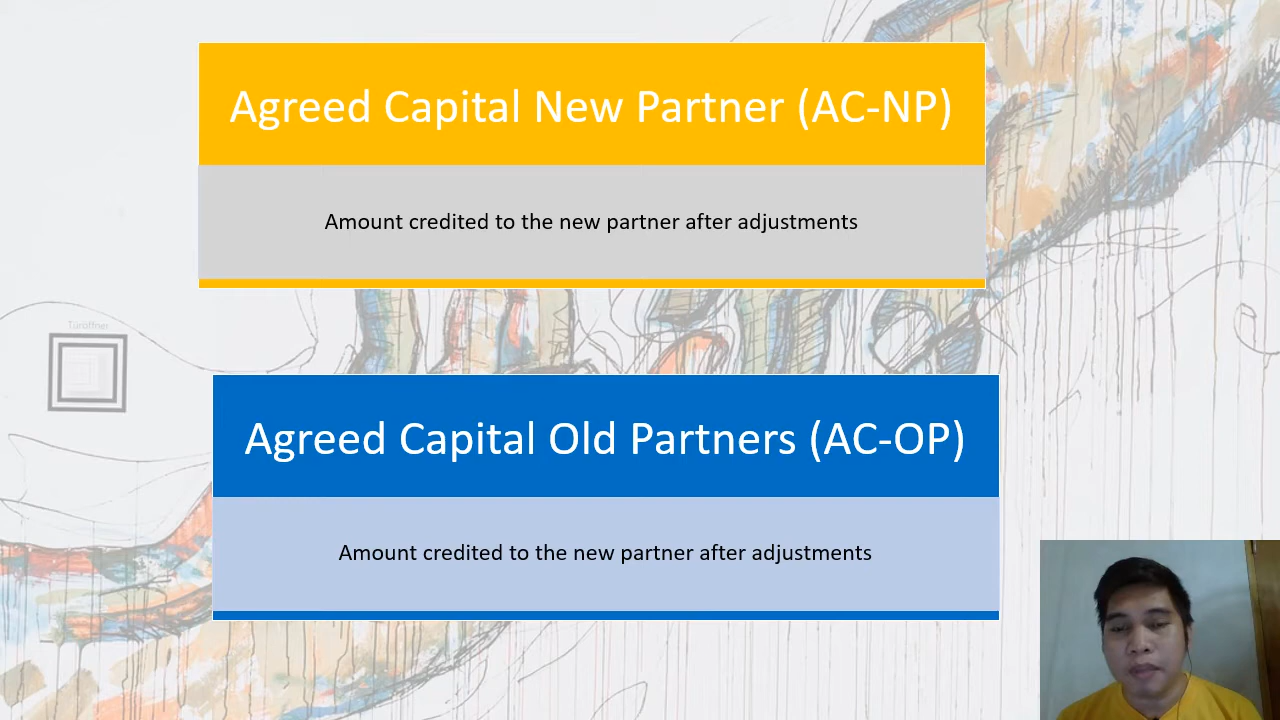 Agreed Capital New Partner (AC-NP)
Amount credited to the new partner after adjustments
Türöffner
Agreed Capital Old Partners (AC-OP)
Amount credited to the new partner after adjustments